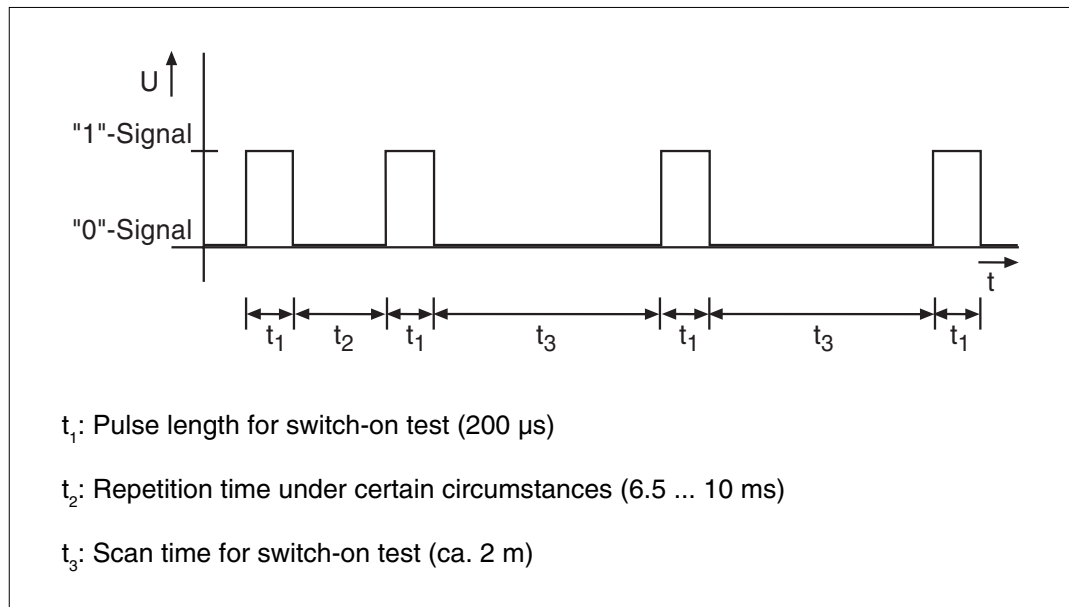 U
"1"-Signal
"0"-Signal
t
t₁ t₂ t₁ t₃ t₁ t₃ t₁
t₁: Pulse length for switch-on test (200 µs)
t₂: Repetition time under certain circumstances (6.5 ... 10 ms)
t₃: Scan time for switch-on test (ca. 2 m)